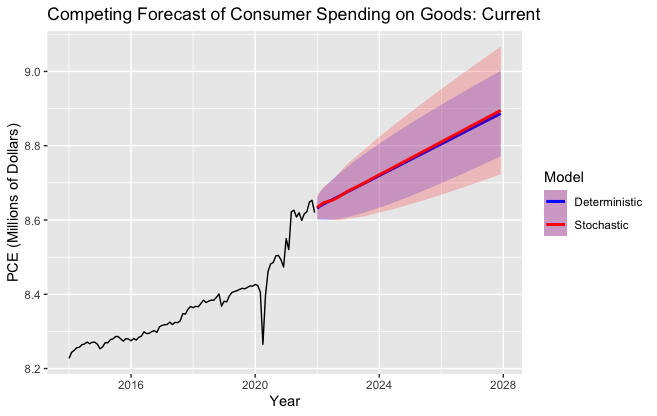 Competing Forecast of Consumer Spending on Goods: Current
9.0
8.8
8.6
8.4
8.2
PCE (Millions of Dollars)
2016
2020
2024
2028
Year
Model
Deterministic
Stochastic